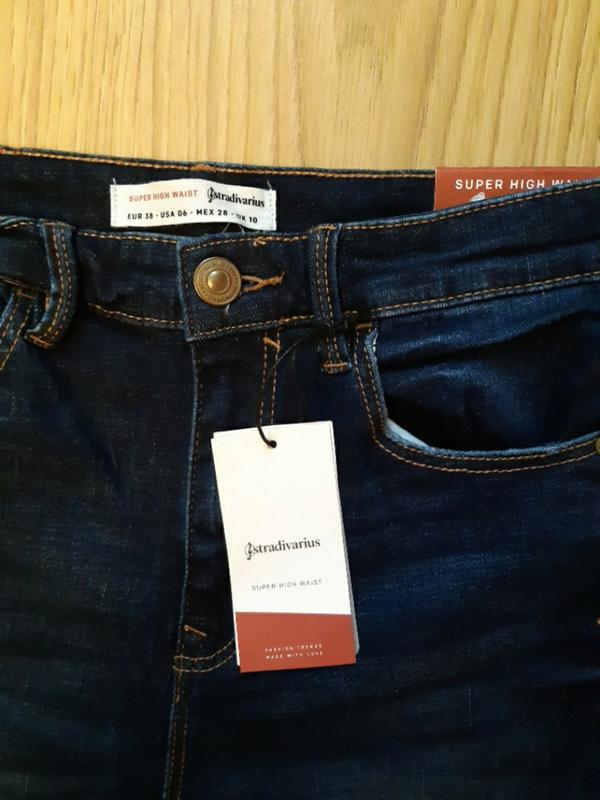 SUPER HIGH WAIST stradivarius
EUR 38 - USA 06 - MEX 28 - UK 10
SUPER HIGH
stradivarius
SUPER HIGH WAIST
FASHION TRENDS
MADE WITH LOVE